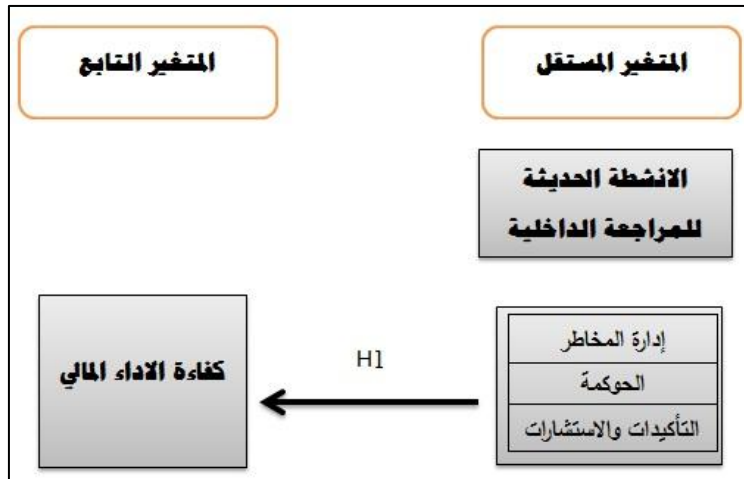 المتغير المستقل
المتغير التابع
الانشطة الحديثة
للمراجعة الداخلية
إدارة المخاطر
الحوكمة
التأكيدات والاستشارات
H1
كفاءة الاداء المالي